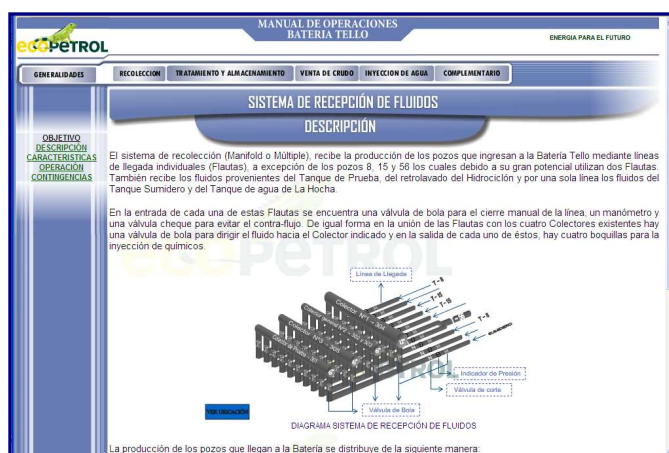 MANUAL DE OPERACIONES
BATERIA TELLO
ecoPETROL
ENERGIA PARA EL FUTURO
GENERALIDADES
RECOLECCION TRATAMIENTO Y ALMACENAMIENTO VENTA DE CRUDO INYECCION DE AGUA COMPLEMENTARIO
SISTEMA DE RECEPCIÓN DE FLUIDOS
DESCRIPCIÓN
OBJETIVO
DESCRIPCIÓN
CARACTERISTICAS
OPERACIÓN
CONTINGENCIAS
El sistema de recolección (Manifold o Múltiple), recibe la producción de los pozos que ingresan a la Batería Tello mediante líneas
de llegada individuales (Flautas), a excepción de los pozos 8, 15 y 56 los cuales debido a su gran potencial utilizan dos Flautas.
También recibe los fluidos provenientes del Tanque de Prueba, del retrolavado del Hidrociclón y por una sola línea los fluidos del
Tanque Sumidero y del Tanque de agua de La Hocha.
En la entrada de cada una de estas Flautas se encuentra una válvula de bola para el cierre manual de la línea, un manómetro y
una válvula cheque para evitar el contra-flujo. De igual forma en la unión de las Flautas con los cuatro Colectores existentes hay
una válvula de bola para dirigir el fluido hacia el Colector indicado y en la salida de cada uno de éstos, hay cuatro boquillas para la
inyección de químicos.
ecoPETROL
Línea de Llegada
T - 8
T - 15
T - 15
T - 8
SUMIDERO
Indicador de Presión
Válvula de corte
Válvula de Bola
VER UBICACIÓN
DIAGRAMA SISTEMA DE RECEPCIÓN DE FLUIDOS
La producción de los pozos que llegan a la Batería se distribuye de la siguiente manera: